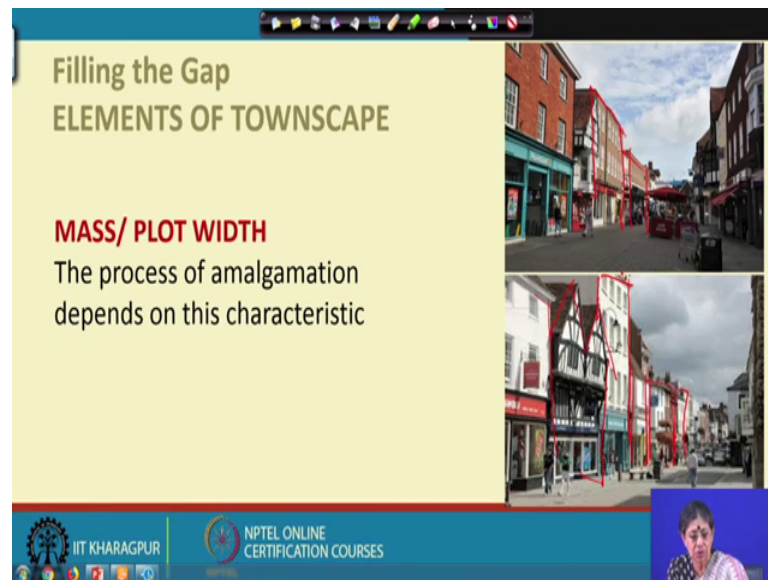 Filling the Gap
ELEMENTS OF TOWNSCAPE
MASS/ PLOT WIDTH
The process of amalgamation
depends on this characteristic
IIT KHARAGPUR
NPTEL ONLINE
CERTIFICATION COURSES